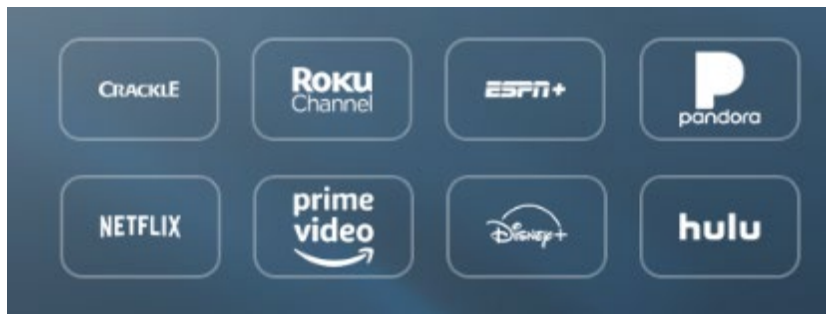 CRACKLE
ROKU
Channel
ESPN+
pandora
NETFLIX
prime
video
Disney+
hulu